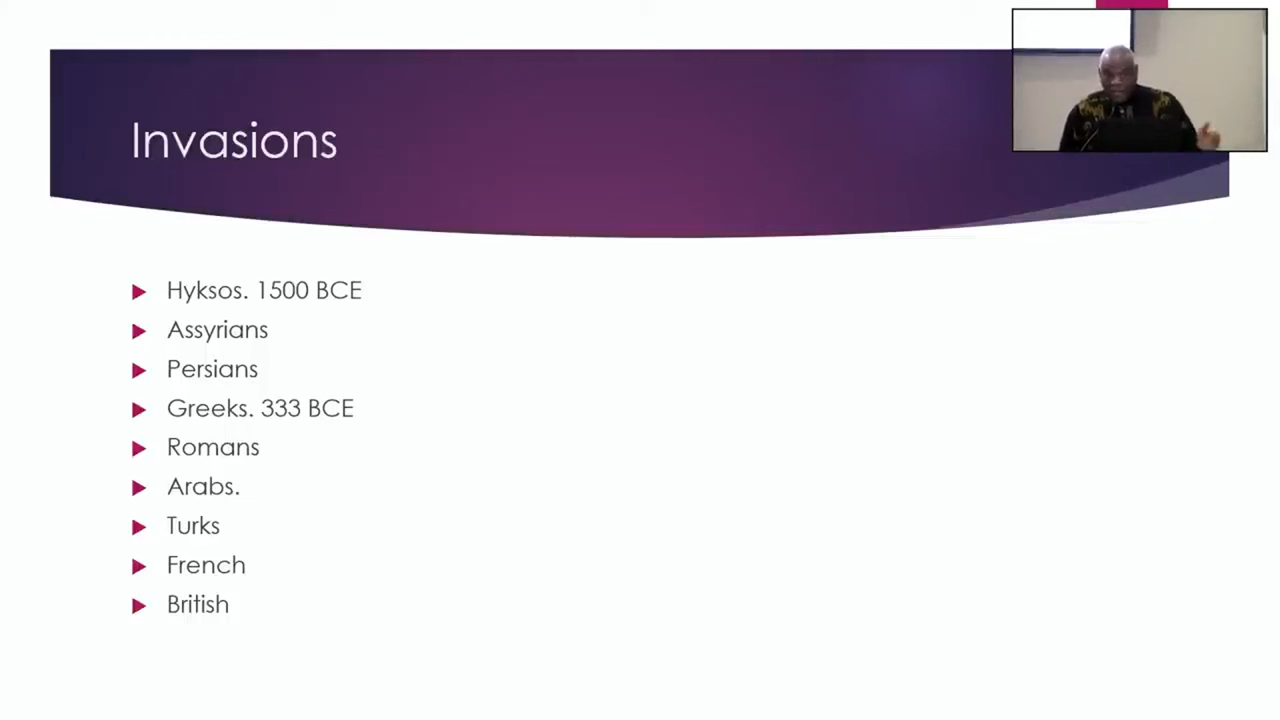 Invasions
Hyksos. 1500 BCE
Assyrians
Persians
Greeks. 333 BCE
Romans
Arabs.
Turks
French
British